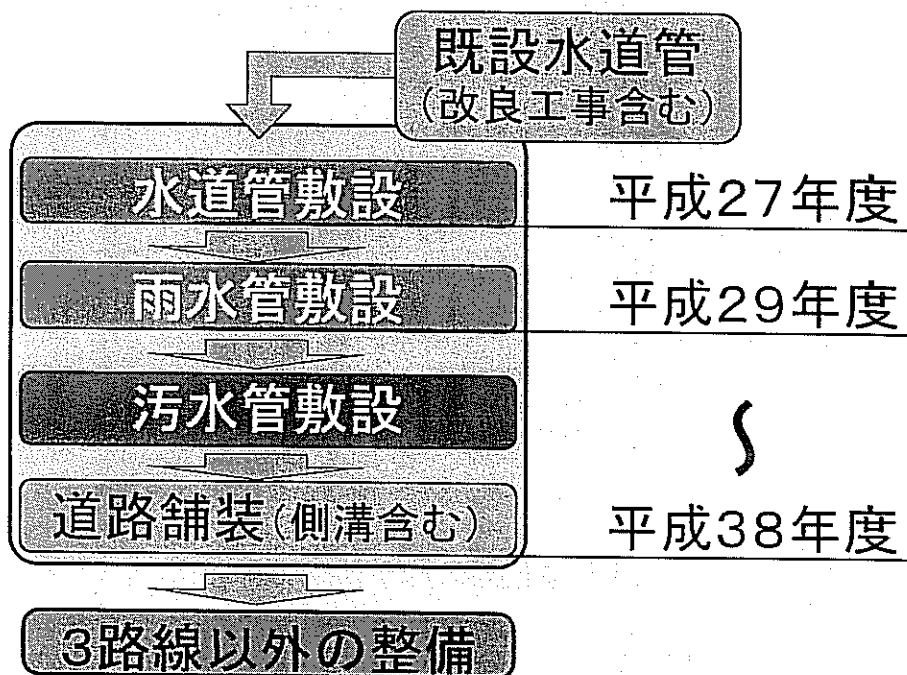 既設水道管
(改良工事含む)
水道管敷設
平成27年度
雨水管敷設
平成29年度
汚水管敷設
〜
道路舗装(側溝含む)
平成38年度
3路線以外の整備